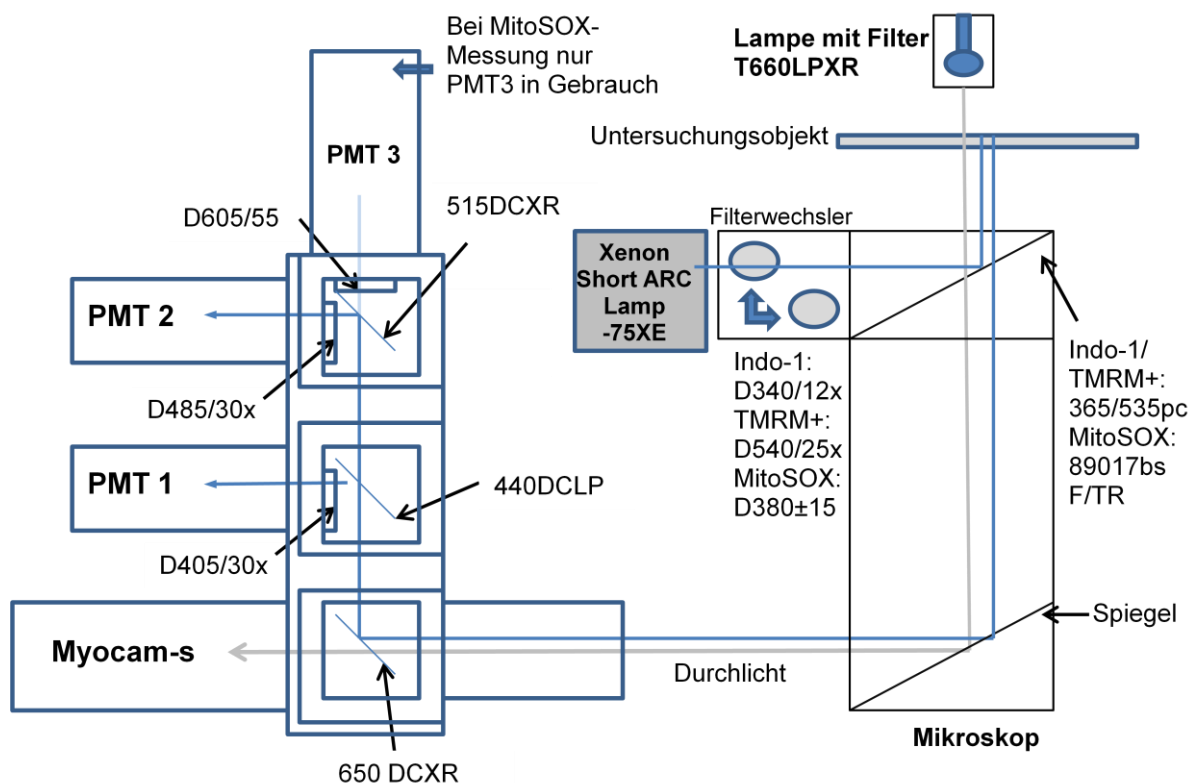 Bei MitoSOX-
Messung nur
PMT3 in Gebrauch
Lampe mit Filter
T660LPXR
Untersuchungsobjekt
PMT 3
D605/55
515DCXR
Filterwechsler
Xenon
Short ARC
Lamp
-75XE
PMT 2
D485/30x
Indo-1:
D340/12x
TMRM+:
D540/25x
MitoSOX:
D380±15
Indo-1/
TMRM+:
365/535pc
MitoSOX:
89017bs
F/TR
PMT 1
440DCLP
D405/30x
Spiegel
Myocam-s
Durchlicht
Mikroskop
650 DCXR